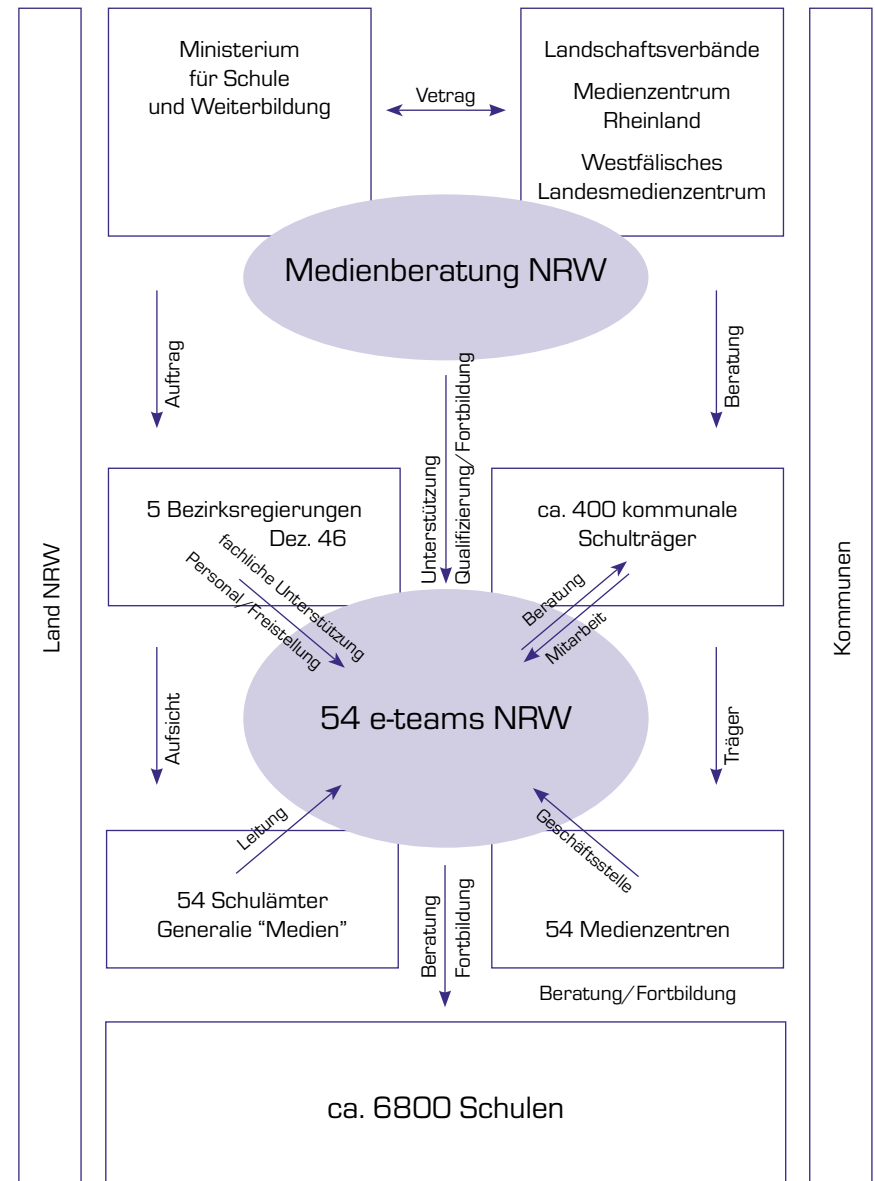 Ministerium
für Schule
und Weiterbildung
Vetrag
Landschaftsverbände
Medienzentrum
Rheinland
Westfälisches
Landesmedienzentrum
Medienberatung NRW
Auftrag
Unterstützung
Qualifizierung/Fortbildung
Beratung
Land NRW
Kommunen
5 Bezirksregierungen
Dez. 46
fachliche Unterstützung
Personal/Freistellung
ca. 400 kommunale
Schulträger
Beratung
Mitarbeit
54 e-teams NRW
Aufsicht
Träger
Leitung
Geschäftsstelle
54 Schulämter
Generalie “Medien”
Beratung
Fortbildung
54 Medienzentren
Beratung/Fortbildung
ca. 6800 Schulen